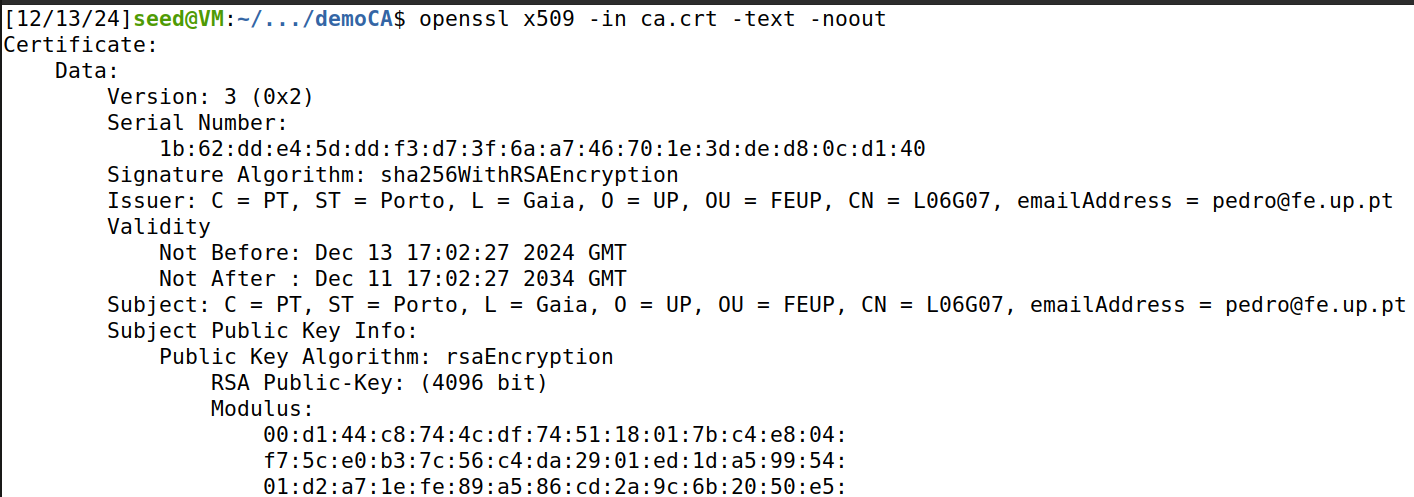 [12/13/24]seed@VM:~/.../demoCA$ openssl x509 -in ca.crt -text -noout
Certificate:
    Data:
        Version: 3 (0x2)
        Serial Number:
            1b:62:dd:e4:5d:dd:f3:d7:3f:6a:a7:46:70:1e:3d:de:d8:0c:d1:40
        Signature Algorithm: sha256WithRSAEncryption
        Issuer: C = PT, ST = Porto, L = Gaia, O = UP, OU = FEUP, CN = L06G07, emailAddress = pedro@fe.up.pt
        Validity
            Not Before: Dec 13 17:02:27 2024 GMT
            Not After : Dec 11 17:02:27 2034 GMT
        Subject: C = PT, ST = Porto, L = Gaia, O = UP, OU = FEUP, CN = L06G07, emailAddress = pedro@fe.up.pt
        Subject Public Key Info:
            Public Key Algorithm: rsaEncryption
                RSA Public-Key: (4096 bit)
                Modulus:
                    00:d1:44:c8:74:4c:df:74:51:18:01:7b:c4:e8:04:
                    f7:5c:e0:b3:7c:56:c4:da:29:01:ed:1d:a5:99:54:
                    01:d2:a7:1e:fe:89:a5:86:cd:2a:9c:6b:20:50:e5: